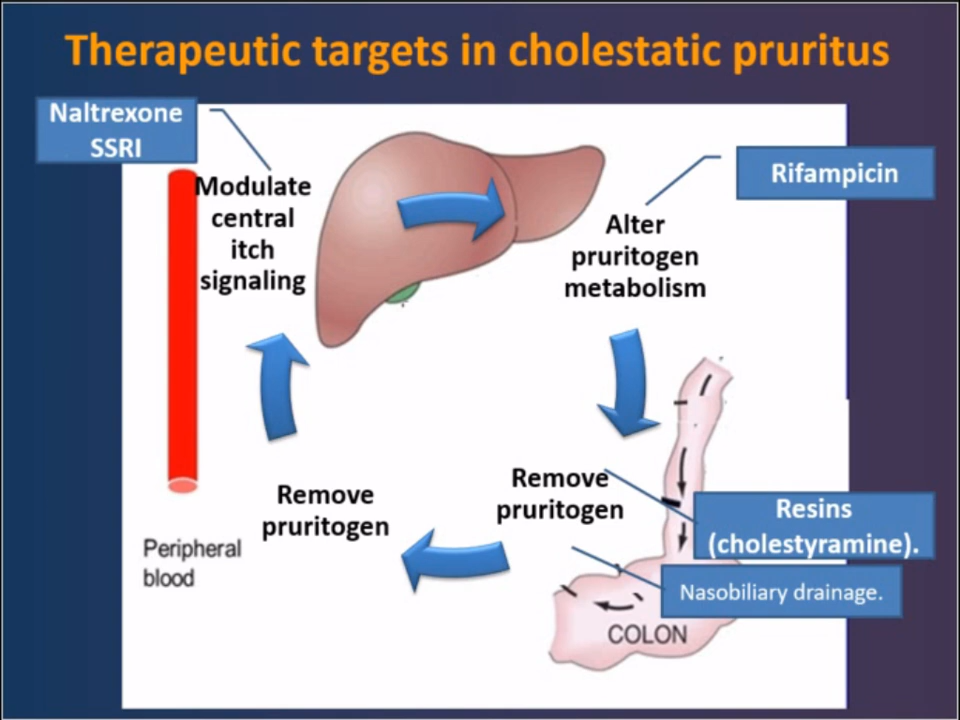 Therapeutic targets in cholestatic pruritus
Naltrexone
SSRI
Modulate
central
itch
signaling
Rifampicin
Alter
pruritogen
metabolism
Remove
pruritogen
Resins
(cholestyramine).
Nasobiliary drainage.
Remove
pruritogen
Peripheral
blood
COLON